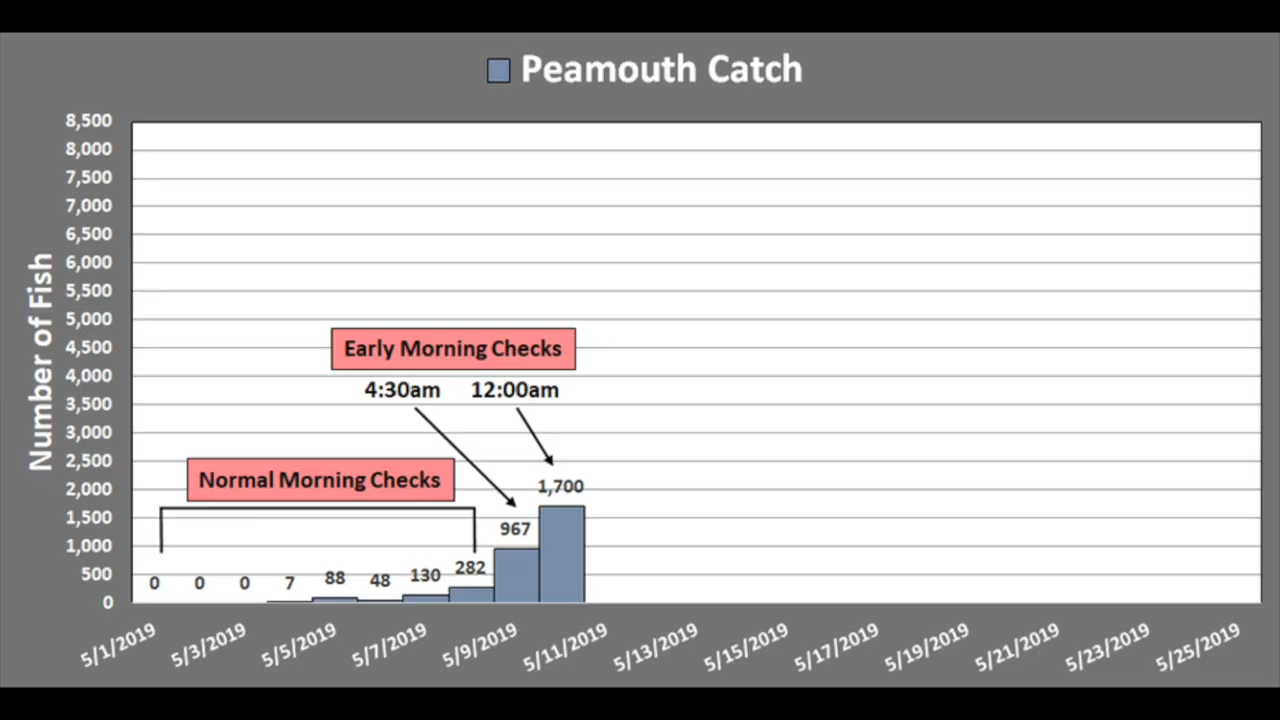 Peamouth Catch
8,500
8,000
7,500
7,000
6,500
6,000
5,500
5,000
4,500
4,000
3,500
3,000
2,500
2,000
1,500
1,000
500
0
Number of Fish
Early Morning Checks
4:30am 12:00am
Normal Morning Checks
0 0 0 7 88 48 130 282 967 1,700
5/1/2019 5/3/2019 5/5/2019 5/7/2019 5/9/2019 5/11/2019 5/13/2019 5/15/2019 5/17/2019 5/19/2019 5/21/2019 5/23/2019 5/25/2019